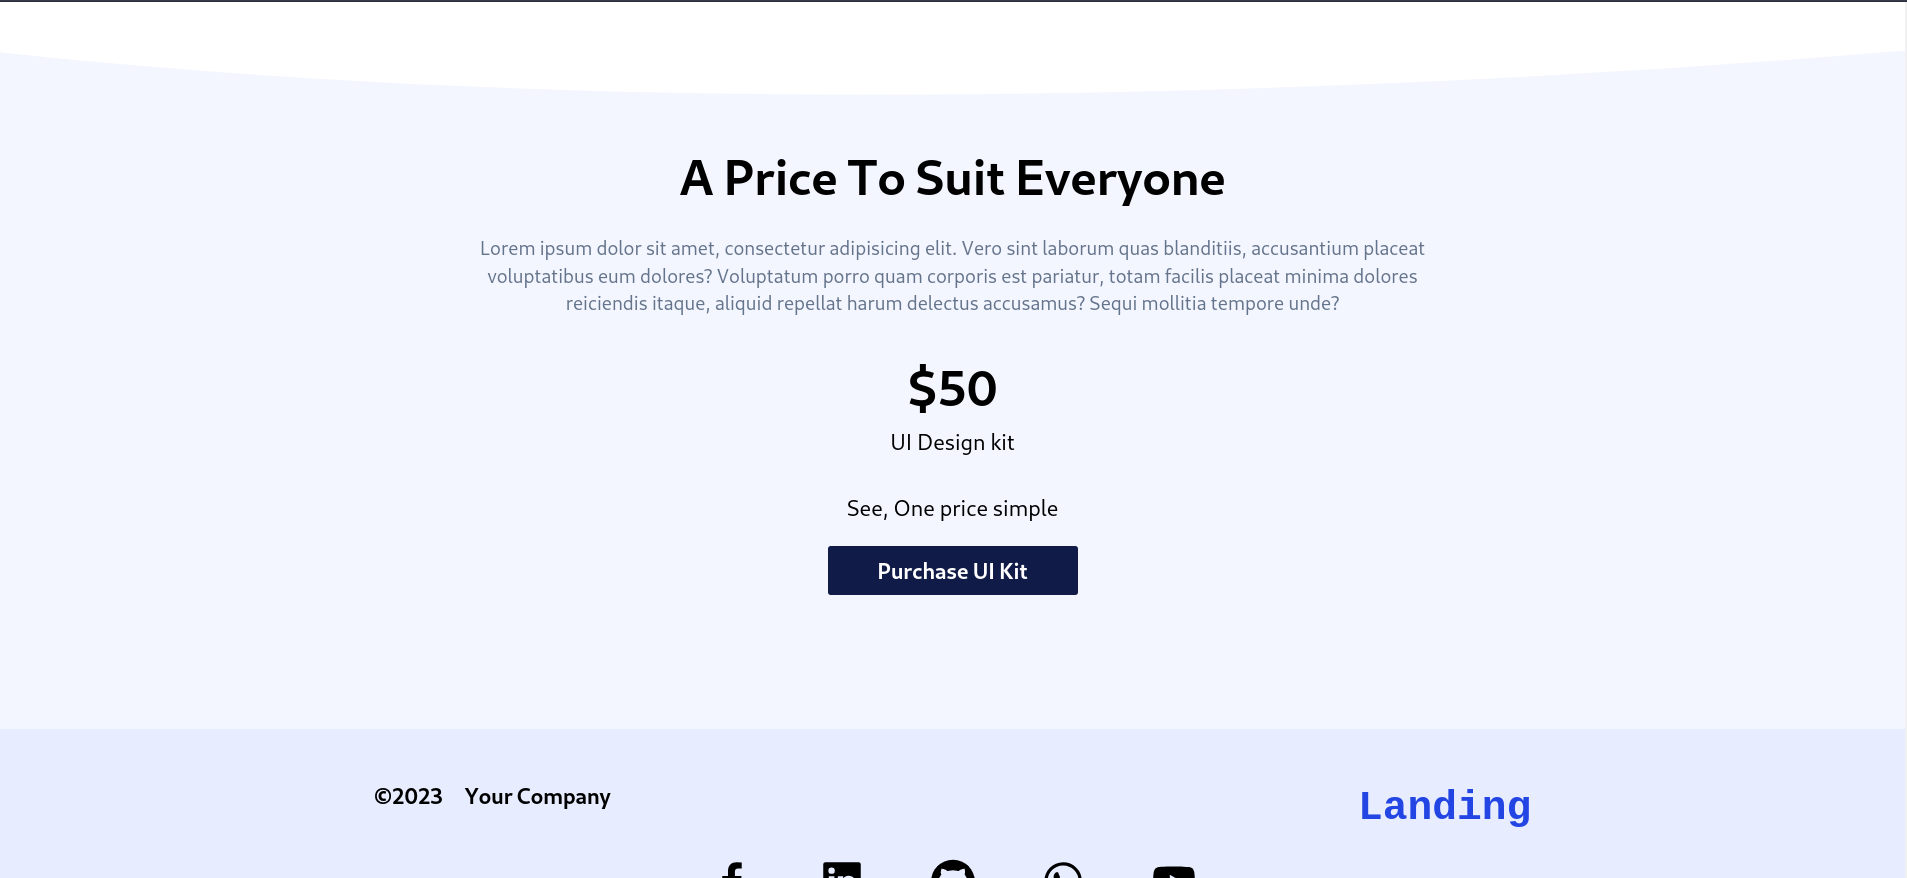 A Price To Suit Everyone
Lorem ipsum dolor sit amet, consectetur adipisicing elit. Vero sint laborum quas blanditiis, accusantium placeat
voluptatibus eum dolores? Voluptatum porro quam corporis est pariatur, totam facilis placeat minima dolores
reiciendis itaque, aliquid repellat harum delectus accusamus? Sequi mollitia tempore unde?
$50
UI Design kit
See, One price simple
Purchase UI Kit
©2023 Your Company
Landing